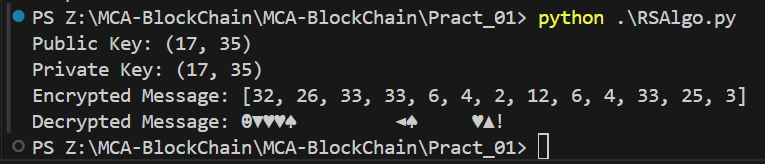 PS Z:\MCA-BlockChain\MCA-BlockChain\Pract_01> python .\RSAlgo.py
Public Key: (17, 35)
Private Key: (17, 35)
Encrypted Message: [32, 26, 33, 33, 6, 4, 2, 12, 6, 4, 33, 25, 3]
Decrypted Message: ☻▼♥♥♠         ◄♠    ♥▲!
PS Z:\MCA-BlockChain\MCA-BlockChain\Pract_01>